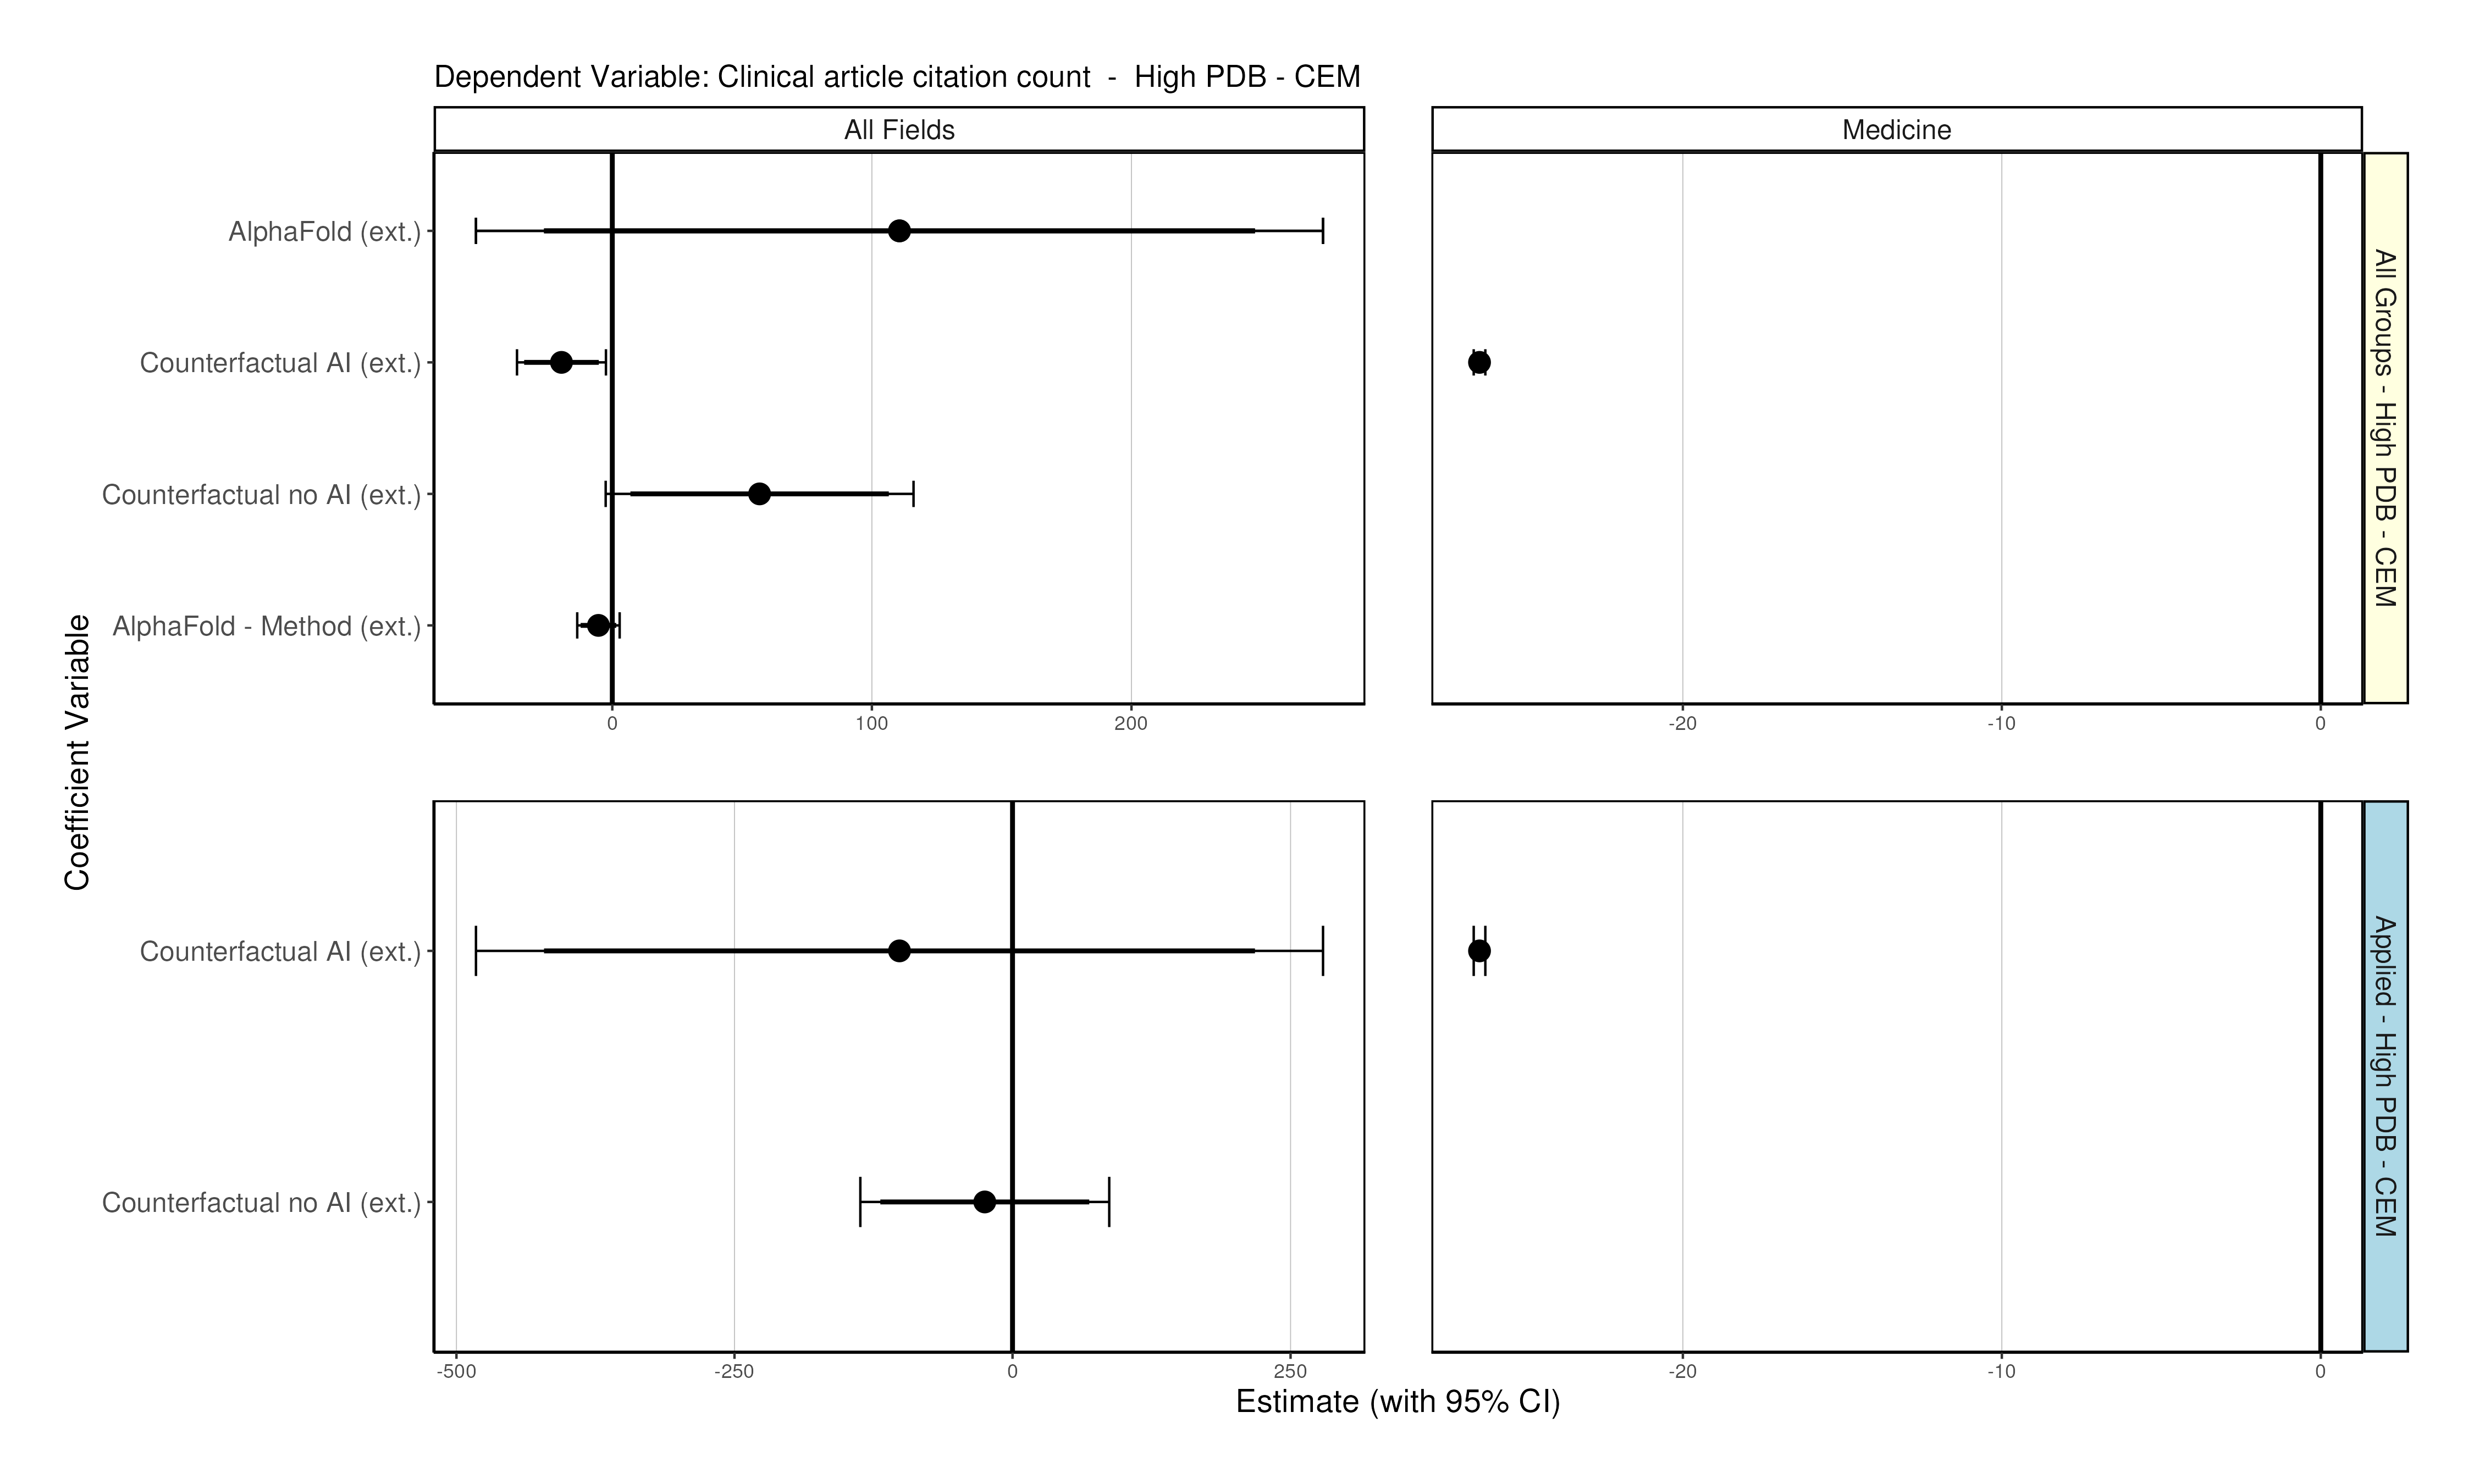 Dependent Variable: Clinical article citation count - High PDB - CEM
All Fields
Medicine
AlphaFold (ext.)
Counterfactual AI (ext.)
Counterfactual no AI (ext.)
AlphaFold - Method (ext.)
0 100 200
-20 -10 0
All Groups - High PDB - CEM
Coefficient Variable
Counterfactual AI (ext.)
Counterfactual no AI (ext.)
-500 -250 0 250
-20 -10 0
Applied - High PDB - CEM
Estimate (with 95% CI)